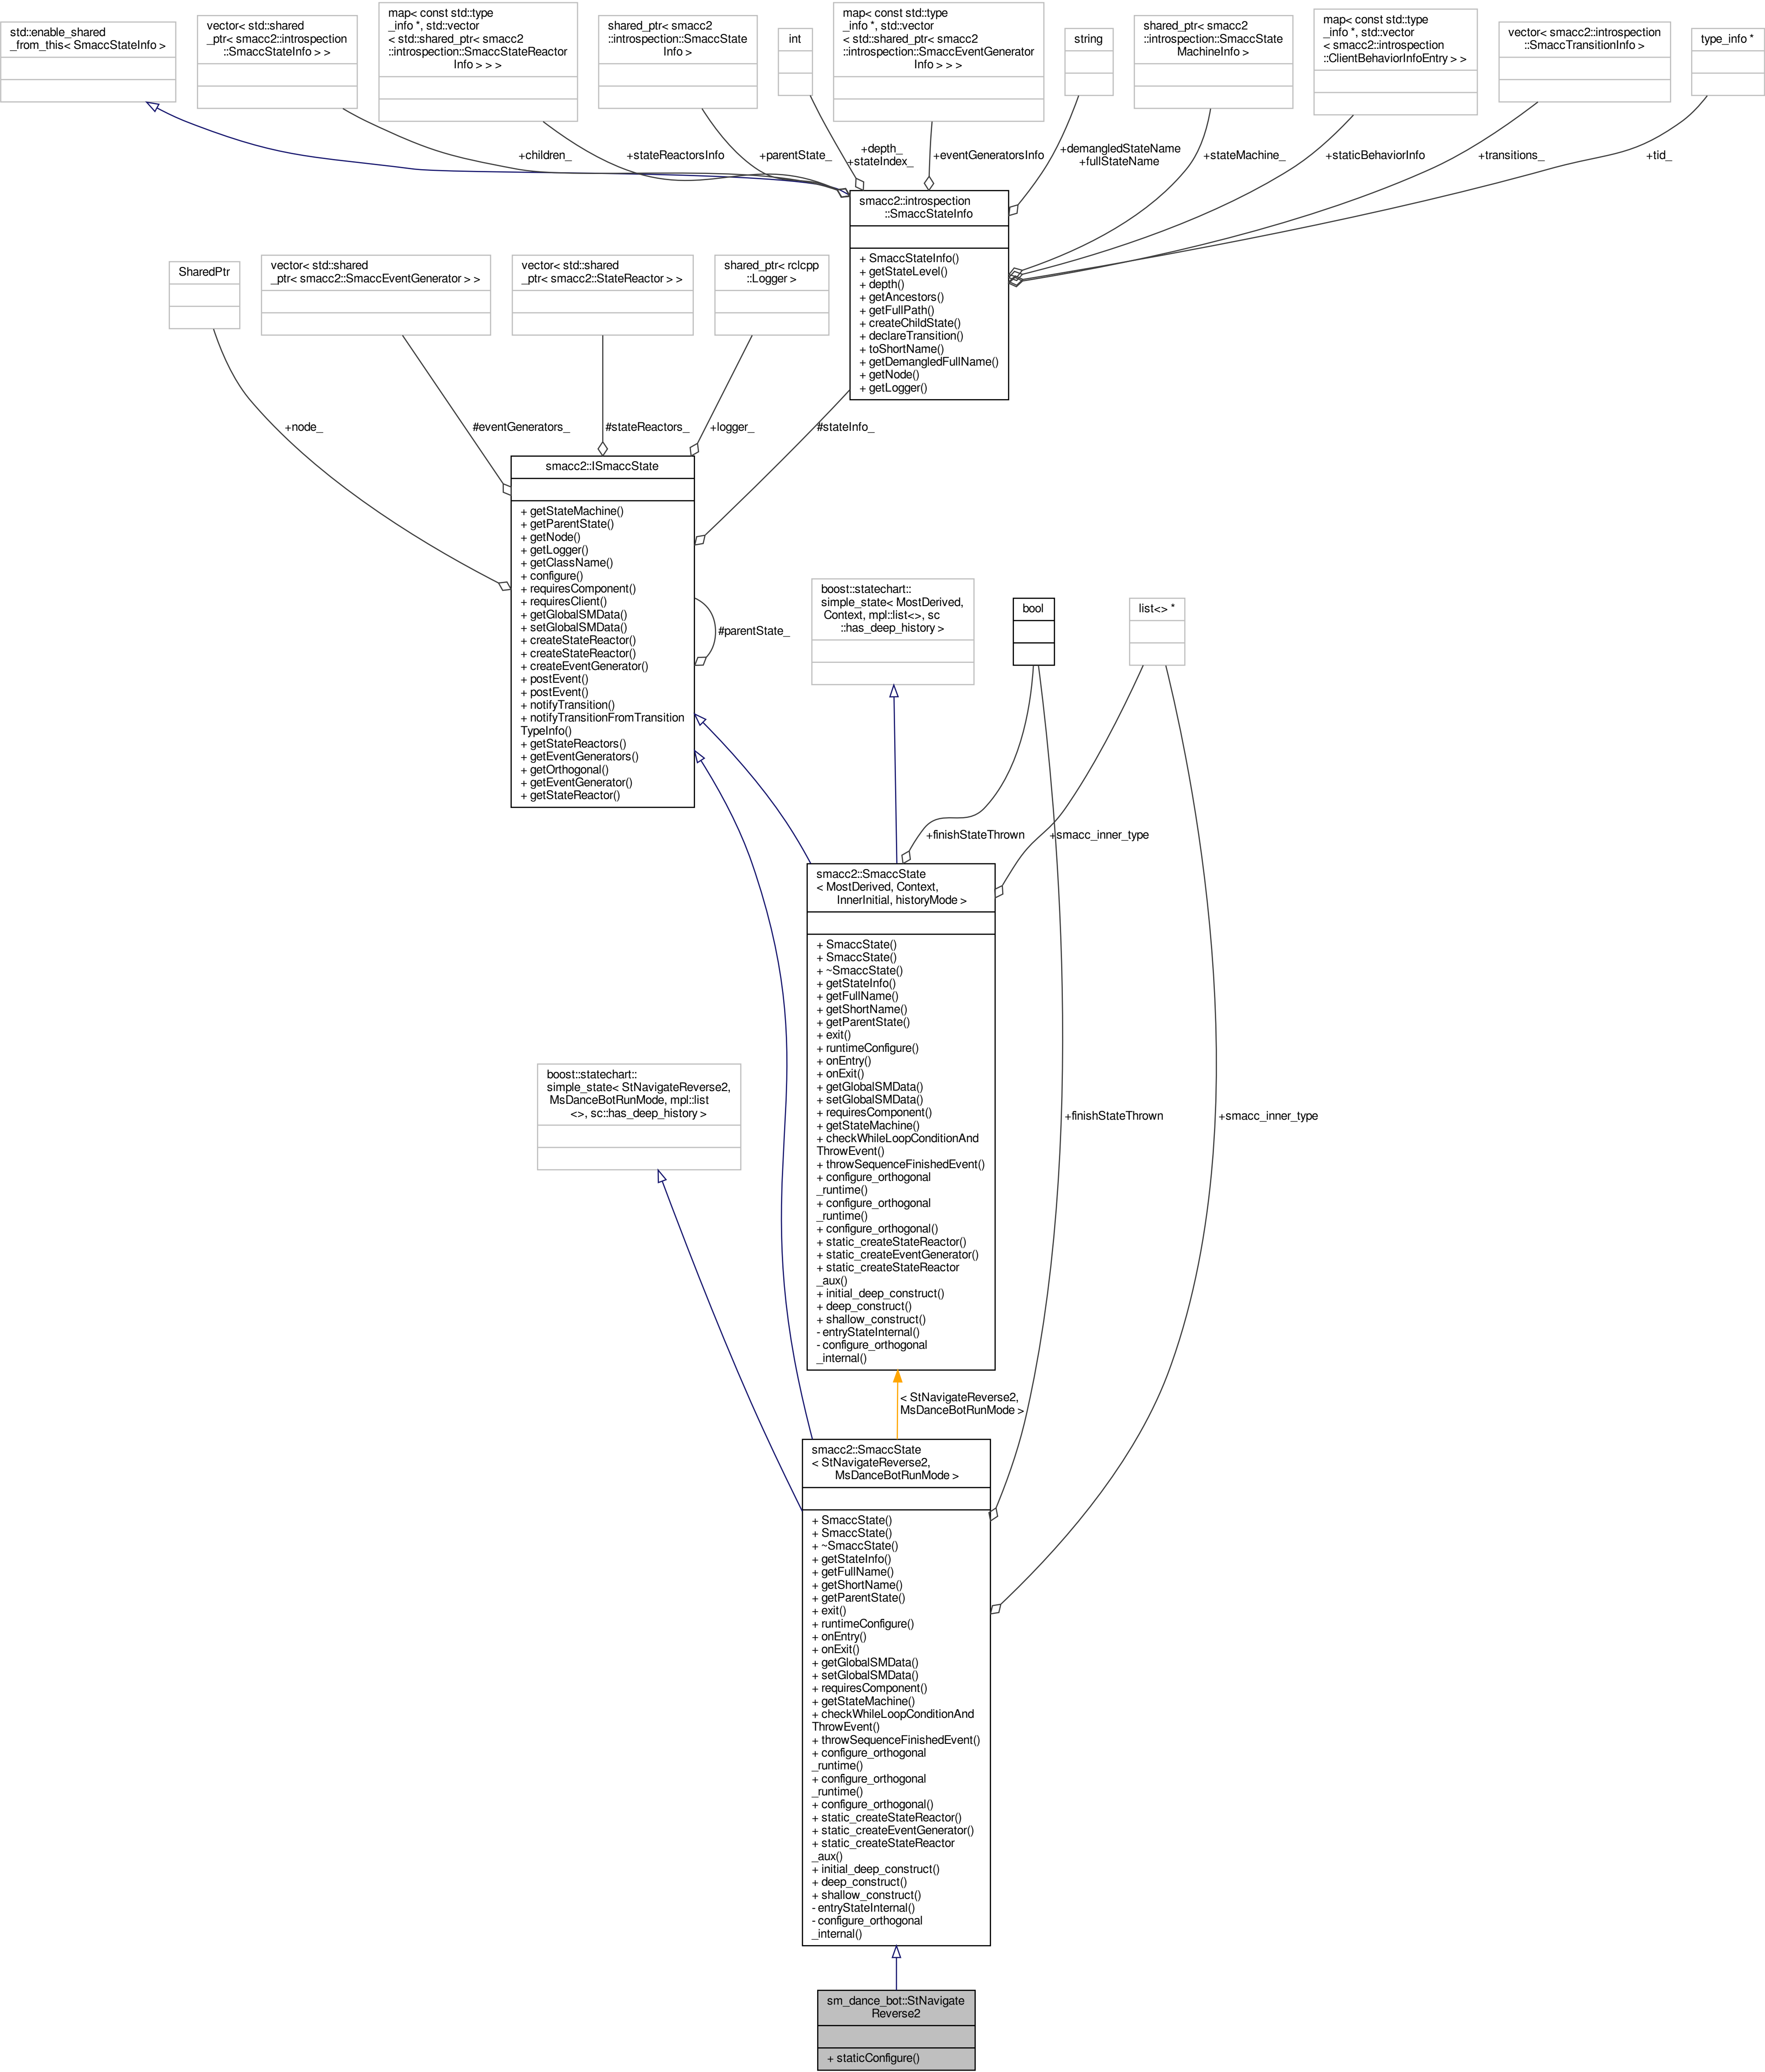 std::enable_shared
_from_this< SmaccStateInfo >
vector< std::shared
_ptr< smacc2::introspection
::SmaccStateInfo > >
map< const std::type
_info *, std::vector
< std::shared_ptr< smacc2
::introspection::SmaccStateReactor
Info > > >
shared_ptr< smacc2
::introspection::SmaccState
Info >
int
map< const std::type
_info *, std::vector
< std::shared_ptr< smacc2
::introspection::SmaccEventGenerator
Info > > >
string
shared_ptr< smacc2
::introspection::SmaccState
MachineInfo >
map< const std::type
_info *, std::vector
< smacc2::introspection
::ClientBehaviorInfoEntry > >
vector< smacc2::introspection
::SmaccTransitionInfo >
type_info *
+children_
+stateReactorsInfo
+parentState_
+depth_
+stateIndex_
+eventGeneratorsInfo
+demangledStateName
+fullStateName
+stateMachine_
+staticBehaviorInfo
+transitions_
+tid_
smacc2::introspection
::SmaccStateInfo
+ SmaccStateInfo()
+ getStateLevel()
+ depth()
+ getAncestors()
+ getFullPath()
+ createChildState()
+ declareTransition()
+ toShortName()
+ getDemangledFullName()
+ getNode()
+ getLogger()
SharedPtr
vector< std::shared
_ptr< smacc2::SmaccEventGenerator > >
vector< std::shared
_ptr< smacc2::StateReactor > >
shared_ptr< rclcpp
::Logger >
+node_
#eventGenerators_
#stateReactors_
+logger_
#stateInfo_
smacc2::ISmaccState
+ getStateMachine()
+ getParentState()
+ getNode()
+ getLogger()
+ getClassName()
+ configure()
+ requiresComponent()
+ requiresClient()
+ getGlobalSMData()
+ setGlobalSMData()
+ createStateReactor()
+ createStateReactor()
+ createEventGenerator()
+ postEvent()
+ postEvent()
+ notifyTransition()
+ notifyTransitionFromTransition
TypeInfo()
+ getStateReactors()
+ getEventGenerators()
+ getOrthogonal()
+ getEventGenerator()
+ getStateReactor()
#parentState_
boost::statechart::
simple_state< MostDerived,
Context, mpl::list<>, sc
::has_deep_history >
bool
list<> *
+finishStateThrown
+smacc_inner_type
smacc2::SmaccState
< MostDerived, Context,
InnerInitial, historyMode >
+ SmaccState()
+ SmaccState()
+ ~SmaccState()
+ getStateInfo()
+ getFullName()
+ getShortName()
+ getParentState()
+ exit()
+ runtimeConfigure()
+ onEntry()
+ onExit()
+ getGlobalSMData()
+ setGlobalSMData()
+ requiresComponent()
+ getStateMachine()
+ checkWhileLoopConditionAnd
ThrowEvent()
+ throwSequenceFinishedEvent()
+ configure_orthogonal
_runtime()
+ configure_orthogonal
_runtime()
+ configure_orthogonal()
+ static_createStateReactor()
+ static_createEventGenerator()
+ static_createStateReactor
_aux()
+ initial_deep_construct()
+ deep_construct()
+ shallow_construct()
- entryStateInternal()
- configure_orthogonal
_internal()
boost::statechart::
simple_state< StNavigateReverse2,
MsDanceBotRunMode, mpl::list
<>, sc::has_deep_history >
+finishStateThrown
+smacc_inner_type
< StNavigateReverse2,
MsDanceBotRunMode >
smacc2::SmaccState
< StNavigateReverse2,
MsDanceBotRunMode >
+ SmaccState()
+ SmaccState()
+ ~SmaccState()
+ getStateInfo()
+ getFullName()
+ getShortName()
+ getParentState()
+ exit()
+ runtimeConfigure()
+ onEntry()
+ onExit()
+ getGlobalSMData()
+ setGlobalSMData()
+ requiresComponent()
+ getStateMachine()
+ checkWhileLoopConditionAnd
ThrowEvent()
+ throwSequenceFinishedEvent()
+ configure_orthogonal
_runtime()
+ configure_orthogonal
_runtime()
+ configure_orthogonal()
+ static_createStateReactor()
+ static_createEventGenerator()
+ static_createStateReactor
_aux()
+ initial_deep_construct()
+ deep_construct()
+ shallow_construct()
- entryStateInternal()
- configure_orthogonal
_internal()
sm_dance_bot::StNavigate
Reverse2
+ staticConfigure()